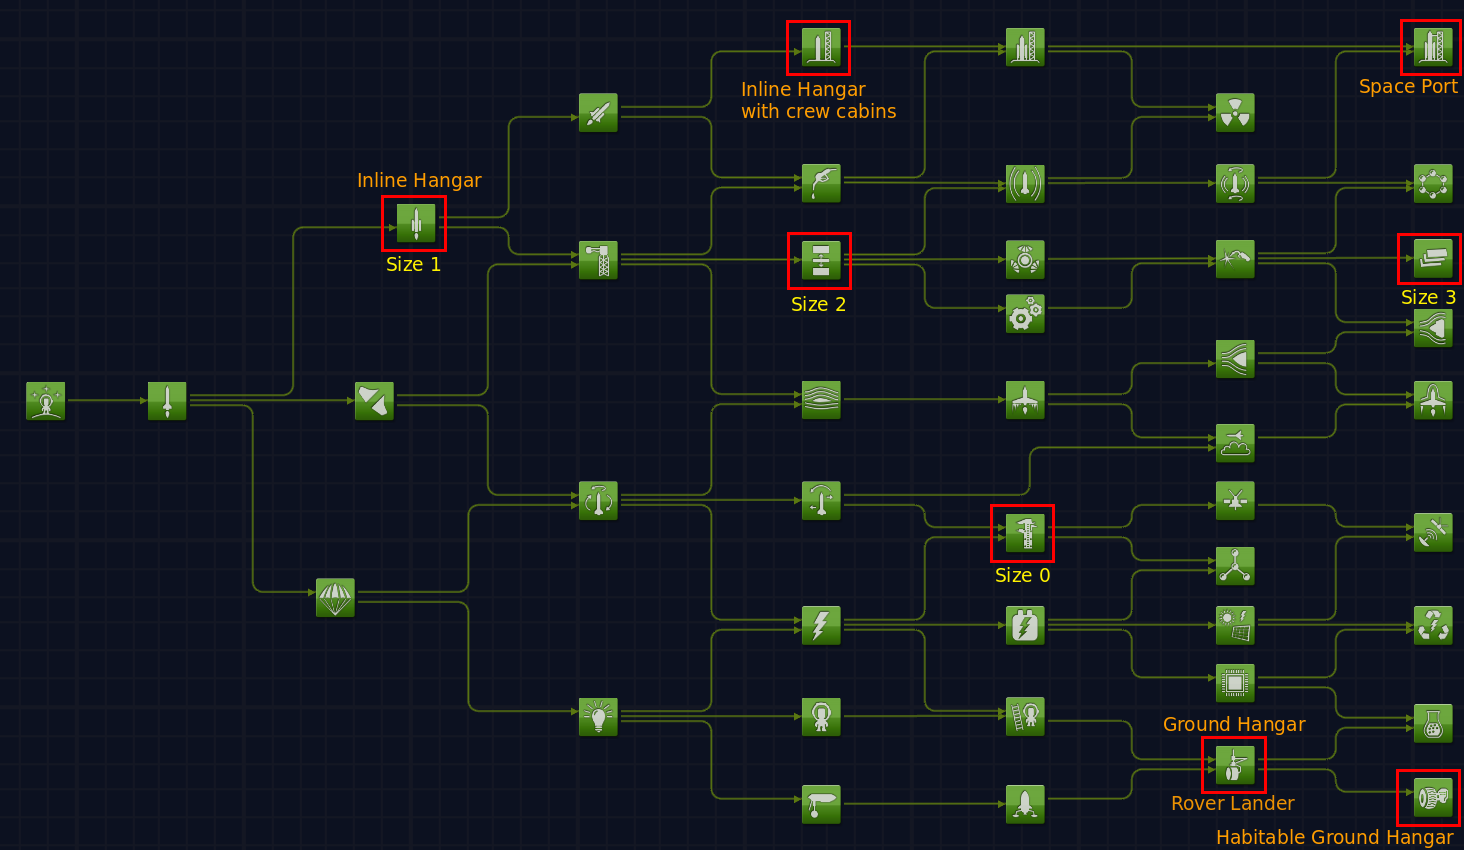 Space Port
Inline Hangar
with crew cabins
Inline Hangar
Size 1
Size 2
Size 3
Size 0
Ground Hangar
Rover Lander
Habitable Ground Hangar